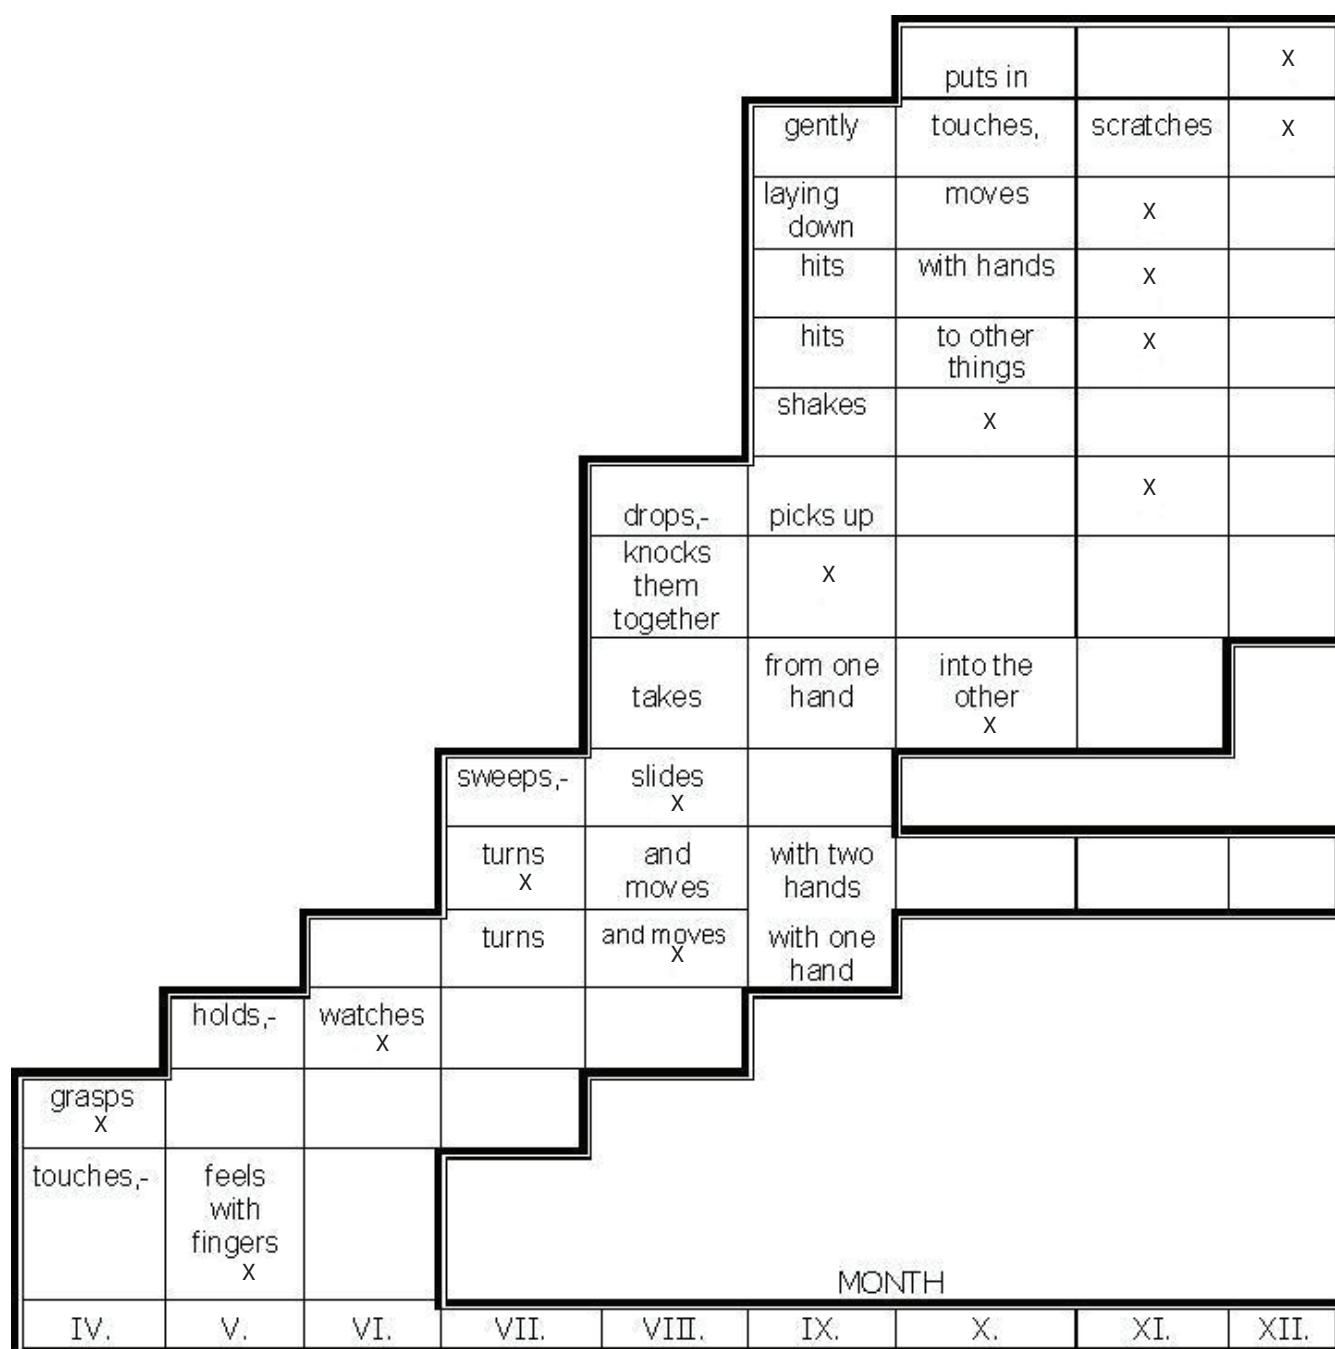 puts in X
gently touches, scratches X
laying down moves X
hits with hands X
hits to other things X
shakes X
drops,- picks up X
knocks them together X
takes from one hand into the other X
sweeps,- slides X
turns X and moves with two hands
turns and moves X with one hand
holds,- watches X
grasps X
touches,- feels with fingers X
MONTH
IV. V. VI. VII. VIII. IX. X. XI. XII.